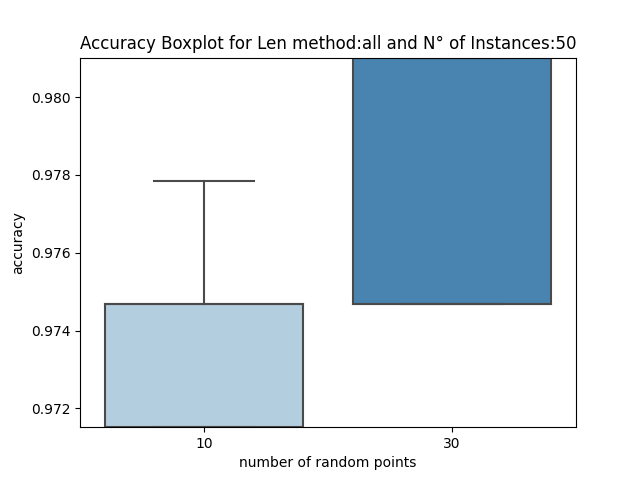 Accuracy Boxplot for Len method:all and N° of Instances:50
0.980
0.978
0.976
0.974
0.972
accuracy
10 30
number of random points